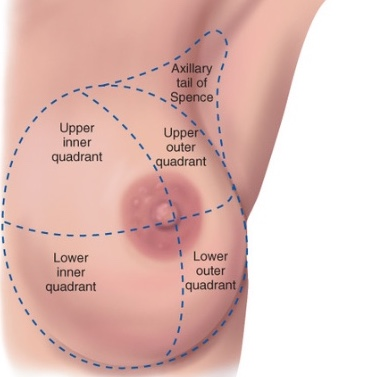 Axillary
tail of
Spence
Upper
inner
quadrant
Upper
outer
quadrant
Lower
inner
quadrant
Lower
outer
quadrant